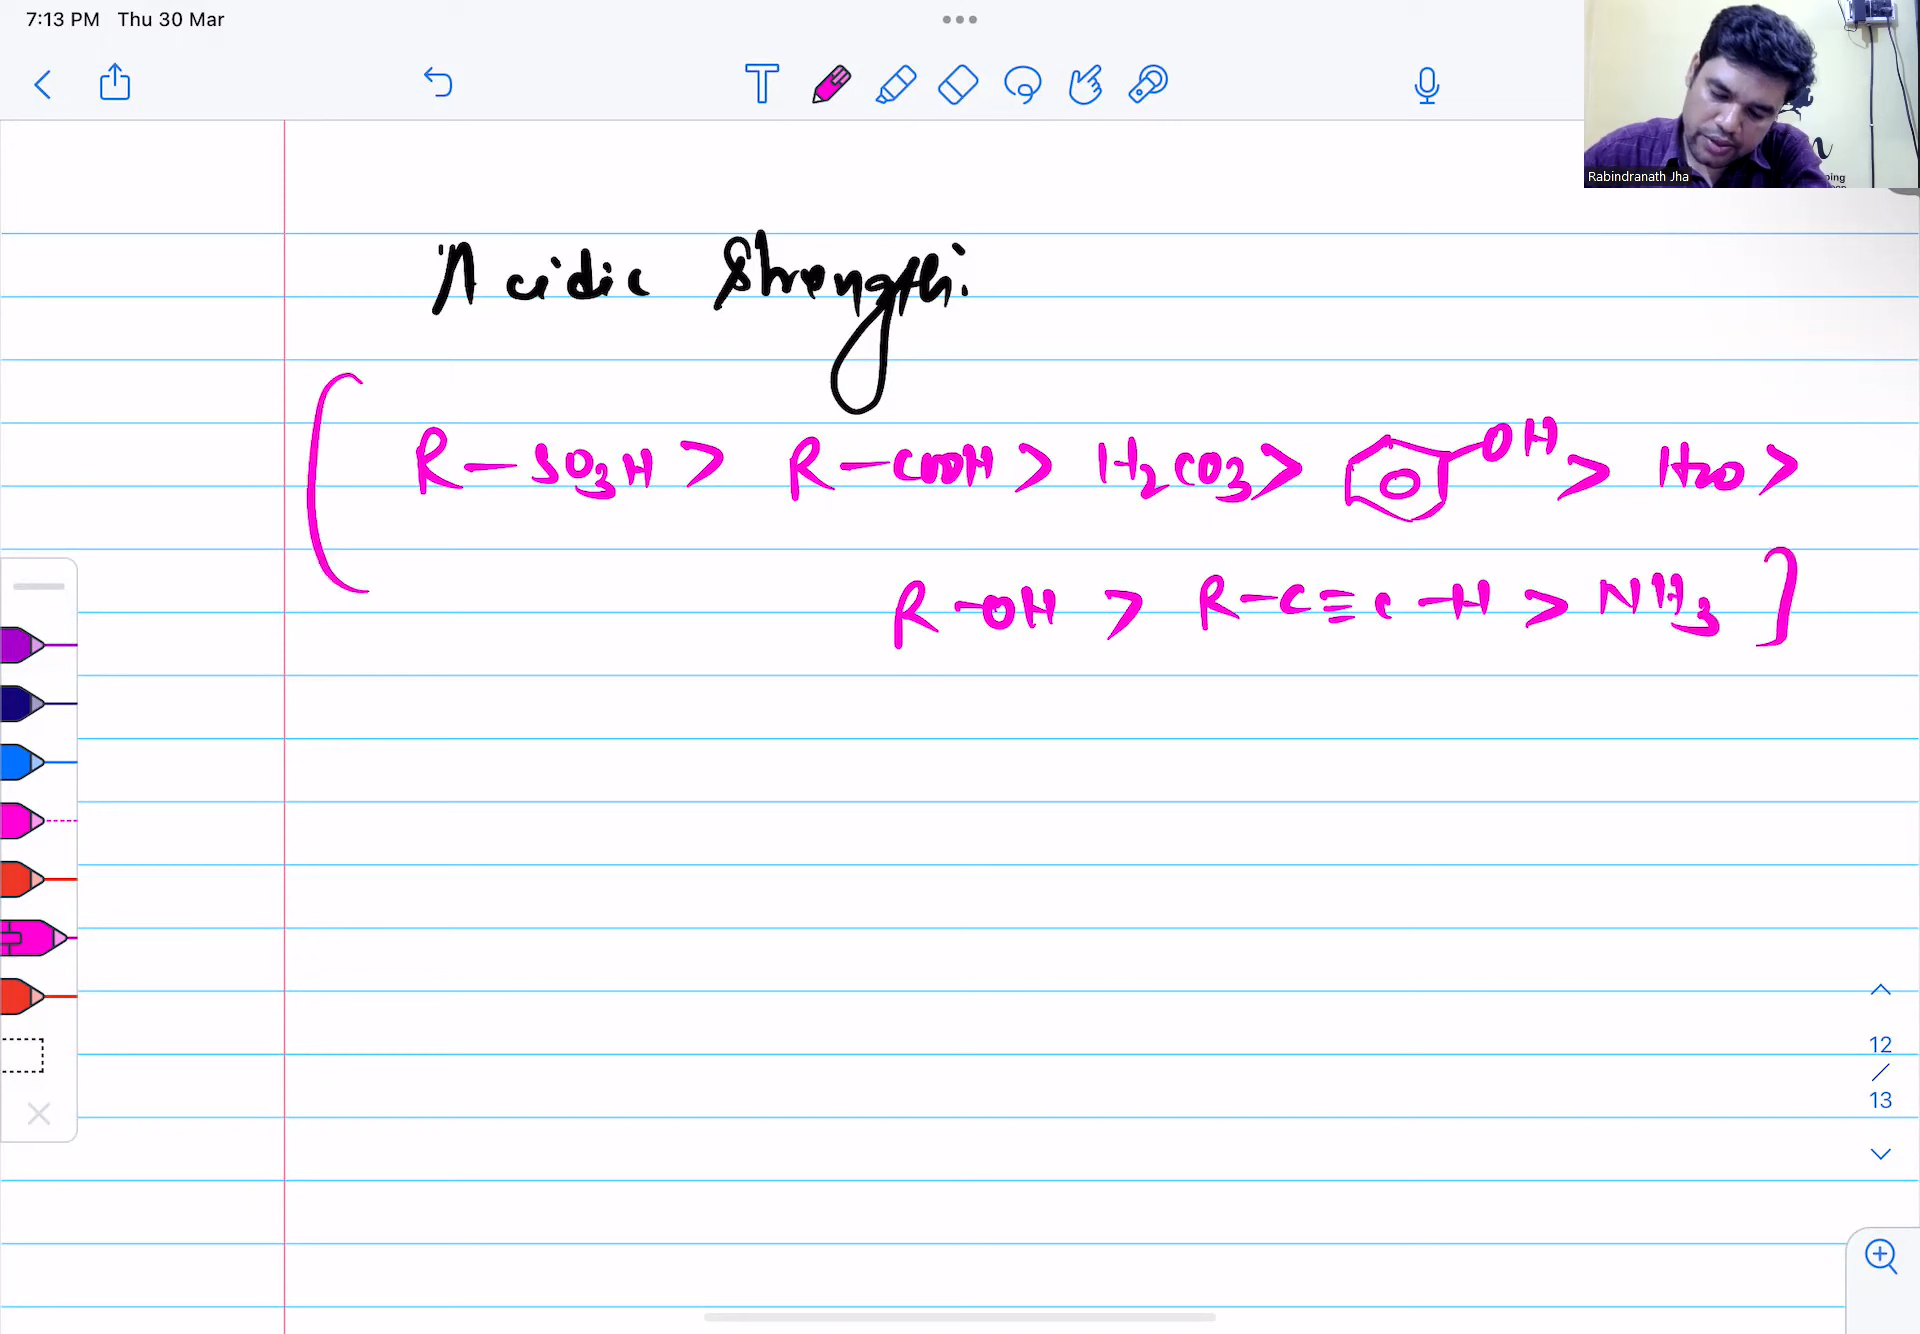 7:13 PM Thu 30 Mar
Rabindranath Jha
Acidic Strength:
R-SO3H > R-COOH > H2CO3 > OH > H2O >
R-OH > R-C≡C-H > NH3 ]
12
/
13